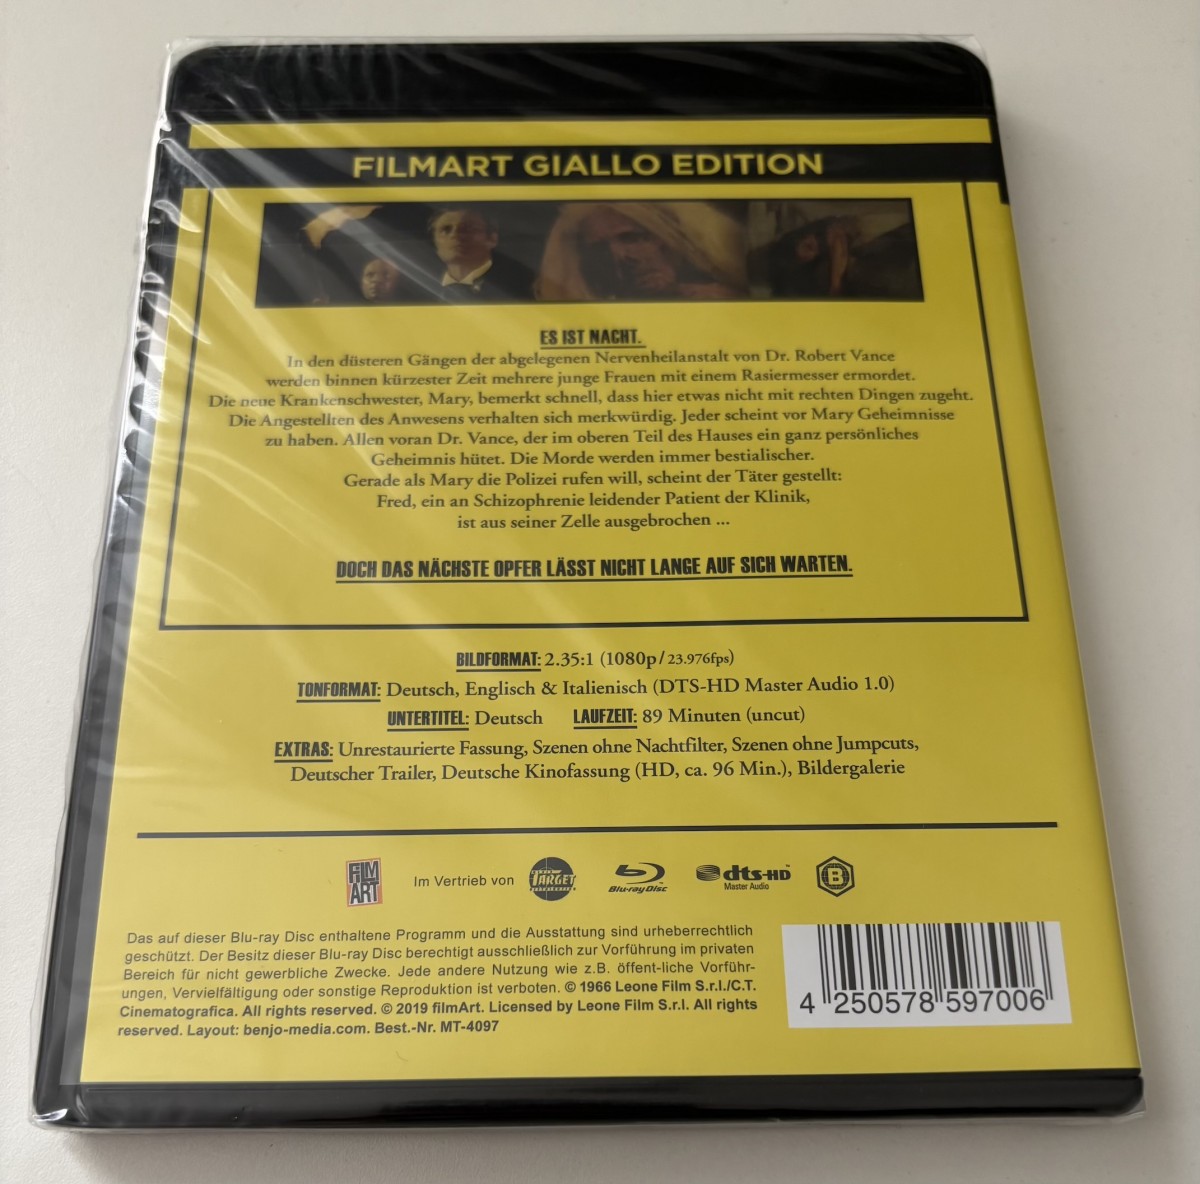 FILMART GIALLO EDITION
ES IST NACHT.
In den düsteren Gängen der abgelegenen Nervenheilanstalt von Dr. Robert Vance
werden binnen kürzester Zeit mehrere junge Frauen mit einem Rasiermesser ermordet.
Die neue Krankenschwester, Mary, bemerkt schnell, dass hier etwas nicht mit rechten Dingen zugeht.
Die Angestellten des Anwesens verhalten sich merkwürdig. Jeder scheint vor Mary Geheimnisse
zu haben. Allen voran Dr. Vance, der im oberen Teil des Hauses ein ganz persönliches
Geheimnis hütet. Die Morde werden immer bestialischer.
Gerade als Mary die Polizei rufen will, scheint der Täter gestellt:
Fred, ein an Schizophrenie leidender Patient der Klinik,
ist aus seiner Zelle ausgebrochen ...
DOCH DAS NÄCHSTE OPFER LÄSST NICHT LANGE AUF SICH WARTEN.
BILDFORMAT: 2.35:1 (1080p / 23.976fps)
TONFORMAT: Deutsch, Englisch & Italienisch (DTS-HD Master Audio 1.0)
UNTERTITEL: Deutsch LAUFZEIT: 89 Minuten (uncut)
EXTRAS: Unrestaurierte Fassung, Szenen ohne Nachtfilter, Szenen ohne Jumpcuts,
Deutscher Trailer, Deutsche Kinofassung (HD, ca. 96 Min.), Bildergalerie
FILM
ART
Im Vertrieb von
TARGET
Blu-ray Disc
dts-HD
Master Audio
B
Das auf dieser Blu-ray Disc enthaltene Programm und die Ausstattung sind urheberrechtlich
geschützt. Der Besitz dieser Blu-ray Disc berechtigt ausschließlich zur Vorführung im privaten
Bereich für nicht gewerbliche Zwecke. Jede andere Nutzung wie z.B. öffent-liche Vorführ-
ungen, Vervielfältigung oder sonstige Reproduktion ist verboten. © 1966 Leone Film S.r.l./C.T.
Cinematografica. All rights reserved. © 2019 filmArt. Licensed by Leone Film S.r.l. All rights
reserved. Layout: benjo-media.com. Best.-Nr. MT-4097
4 250578 597006